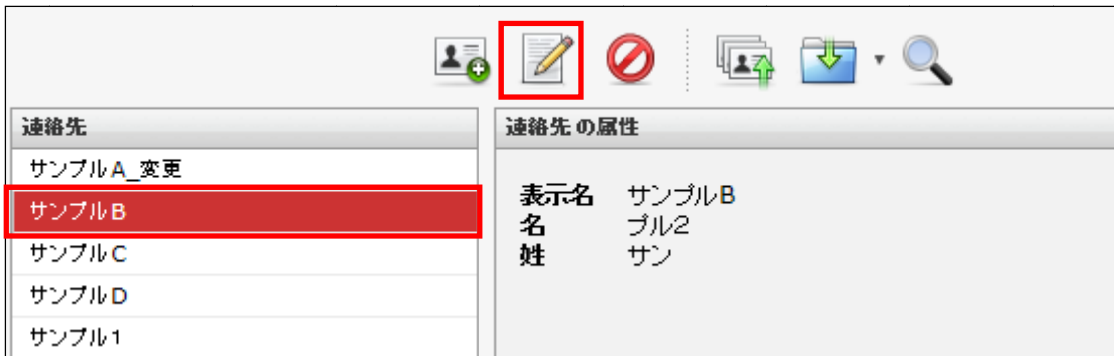 連絡先
サンプルA_変更
サンプルB
サンプルC
サンプルD
サンプル1
連絡先の属性
表示名 サンプルB
名 プル2
姓 サン